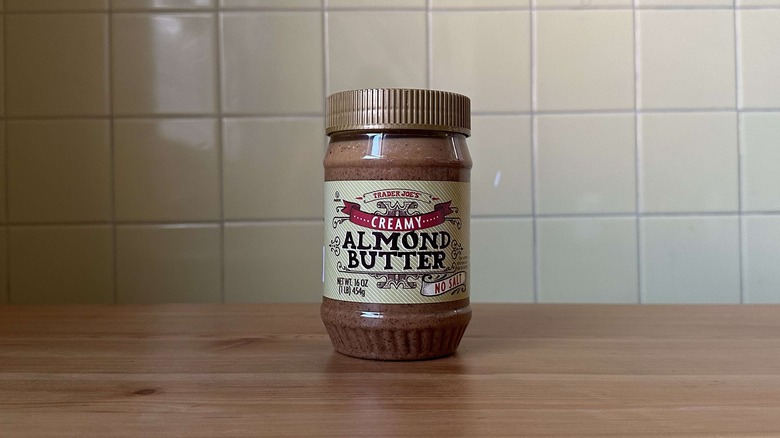 TRADER JOE'S
CREAMY
ALMOND
BUTTER
NET WT. 16 OZ
(1 LB) 454g
NO SALT